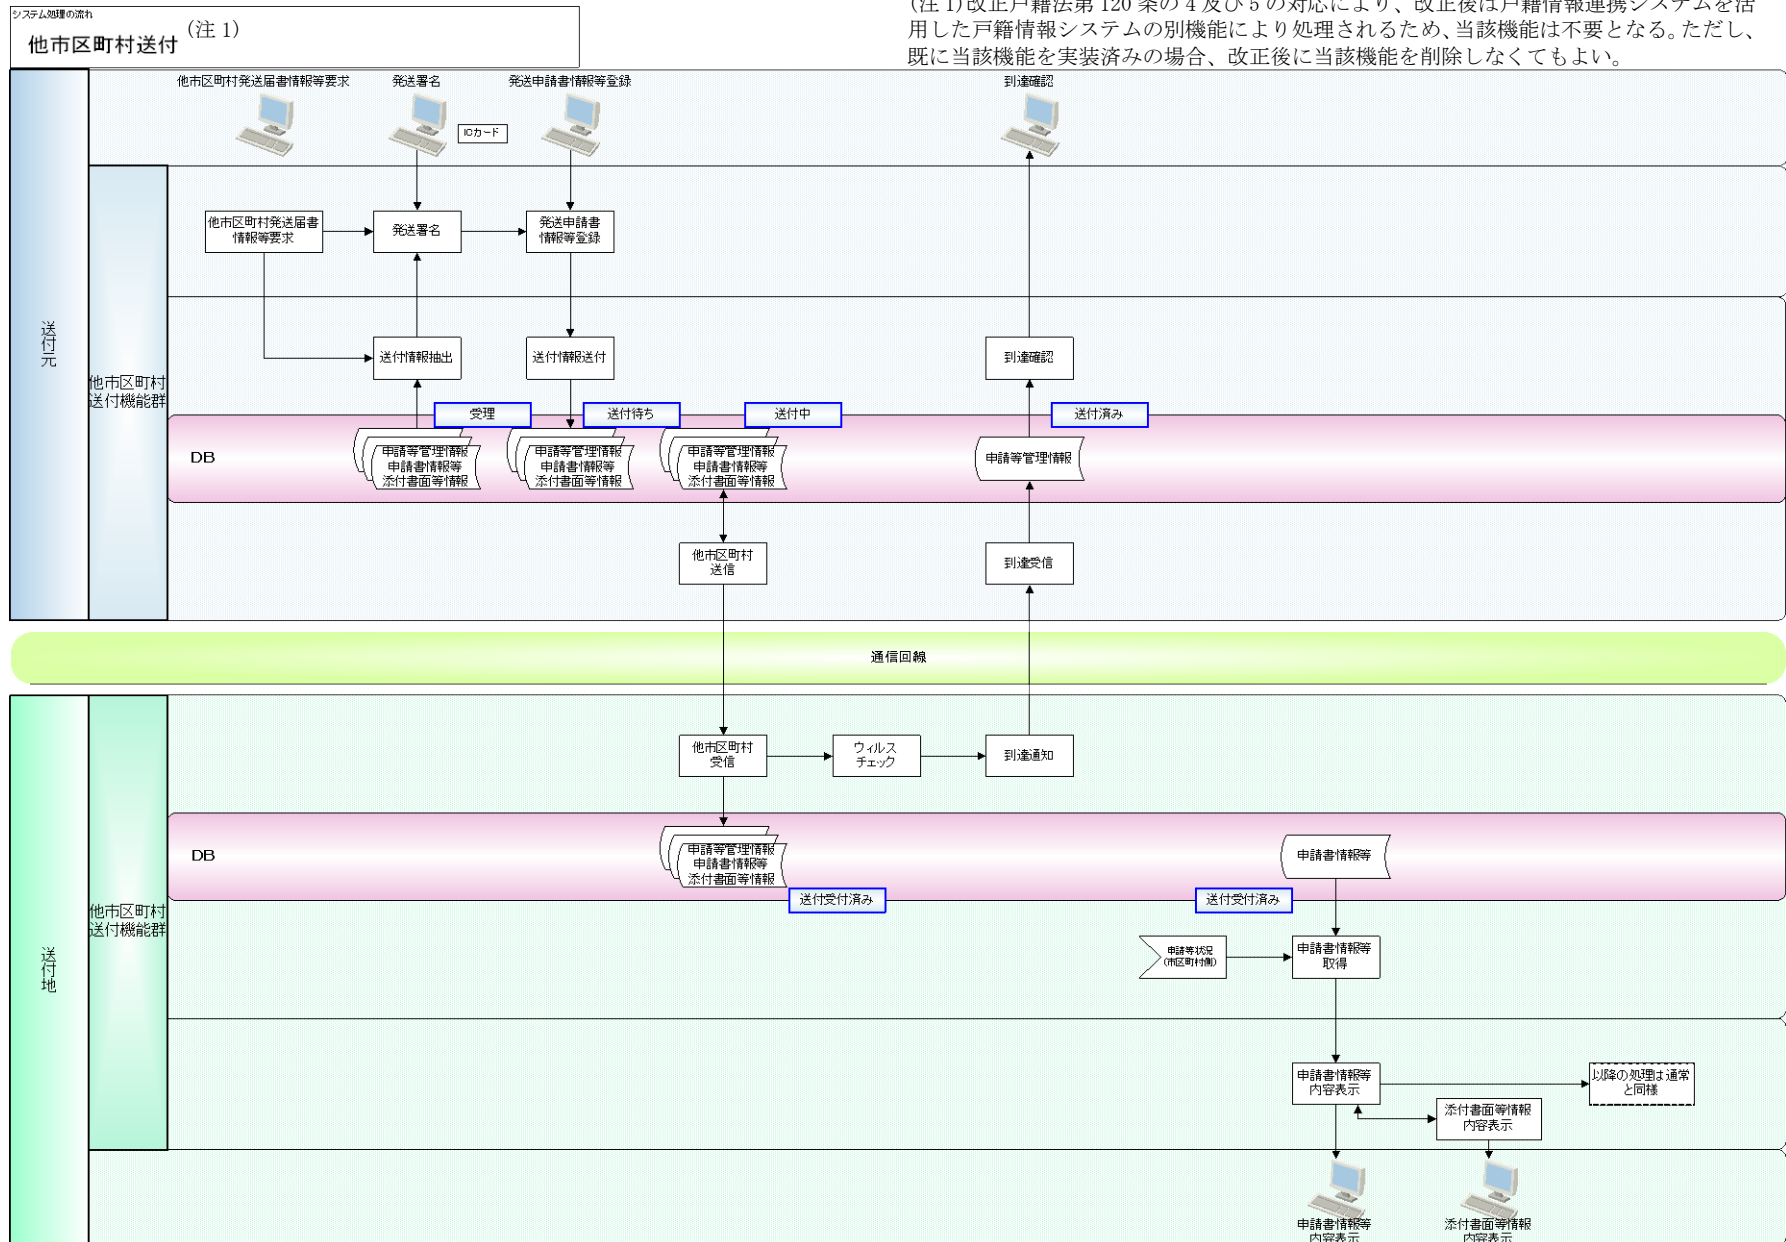 システム処理の流れ
他市区町村送付 (注 1)
(注 1)改正戸籍法第 120 条の 4 及び 5 の対応により、改正後は戸籍情報連携システムを活
用した戸籍情報システムの別機能により処理されるため、当該機能は不要となる。ただし、
既に当該機能を実装済みの場合、改正後に当該機能を削除しなくてもよい。
他市区町村発送届書情報等要求
発送署名
発送申請書情報等登録
到達確認
ICカード
他市区町村発送届書
情報等要求
発送署名
発送申請書
情報等登録
送付元
他市区町村
送付機能群
送付情報抽出
送付情報送付
到達確認
受理
送付待ち
送付中
送付済み
DB
申請等管理情報
申請書情報等
添付書面等情報
申請等管理情報
申請書情報等
添付書面等情報
申請等管理情報
申請書情報等
添付書面等情報
申請等管理情報
他市区町村
送信
到達受信
通信回線
他市区町村
受信
ウィルス
チェック
到達通知
DB
申請等管理情報
申請書情報等
添付書面等情報
申請書情報等
送付受付済み
送付受付済み
送付地
他市区町村
送付機能群
申請等状況
(市区町村側)
申請書情報等
取得
申請書情報等
内容表示
以降の処理は通常
と同様
添付書面等情報
内容表示
申請書情報等
内容表示
添付書面等情報
内容表示